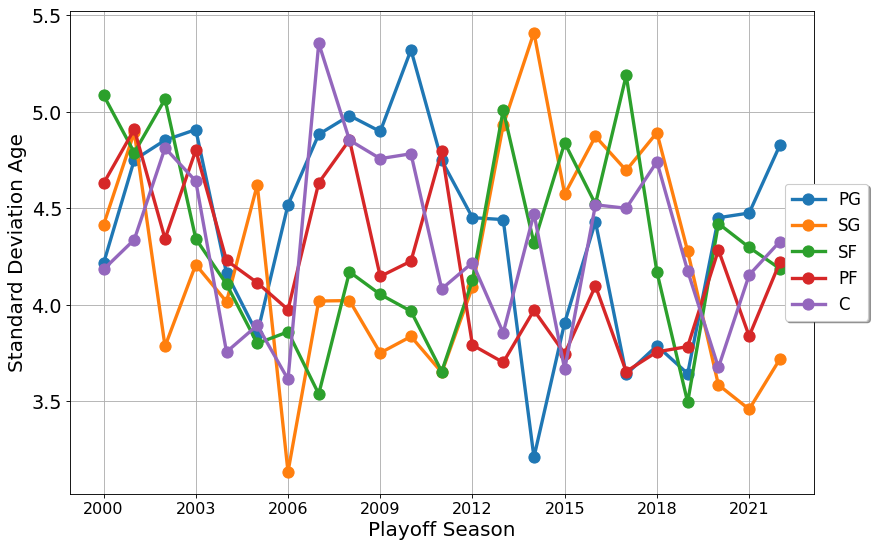 5.5
5.0
4.5
4.0
3.5
Standard Deviation Age
2000 2003 2006 2009 2012 2015 2018 2021
Playoff Season
PG
SG
SF
PF
C